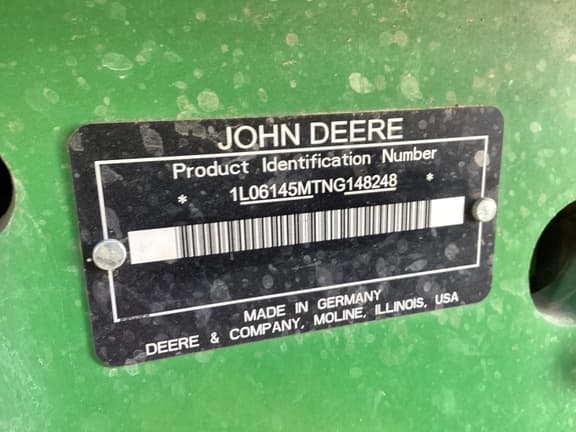 JOHN DEERE
Product Identification Number
* 1L06145MTNG148248 *
MADE IN GERMANY
DEERE & COMPANY, MOLINE, ILLINOIS, USA